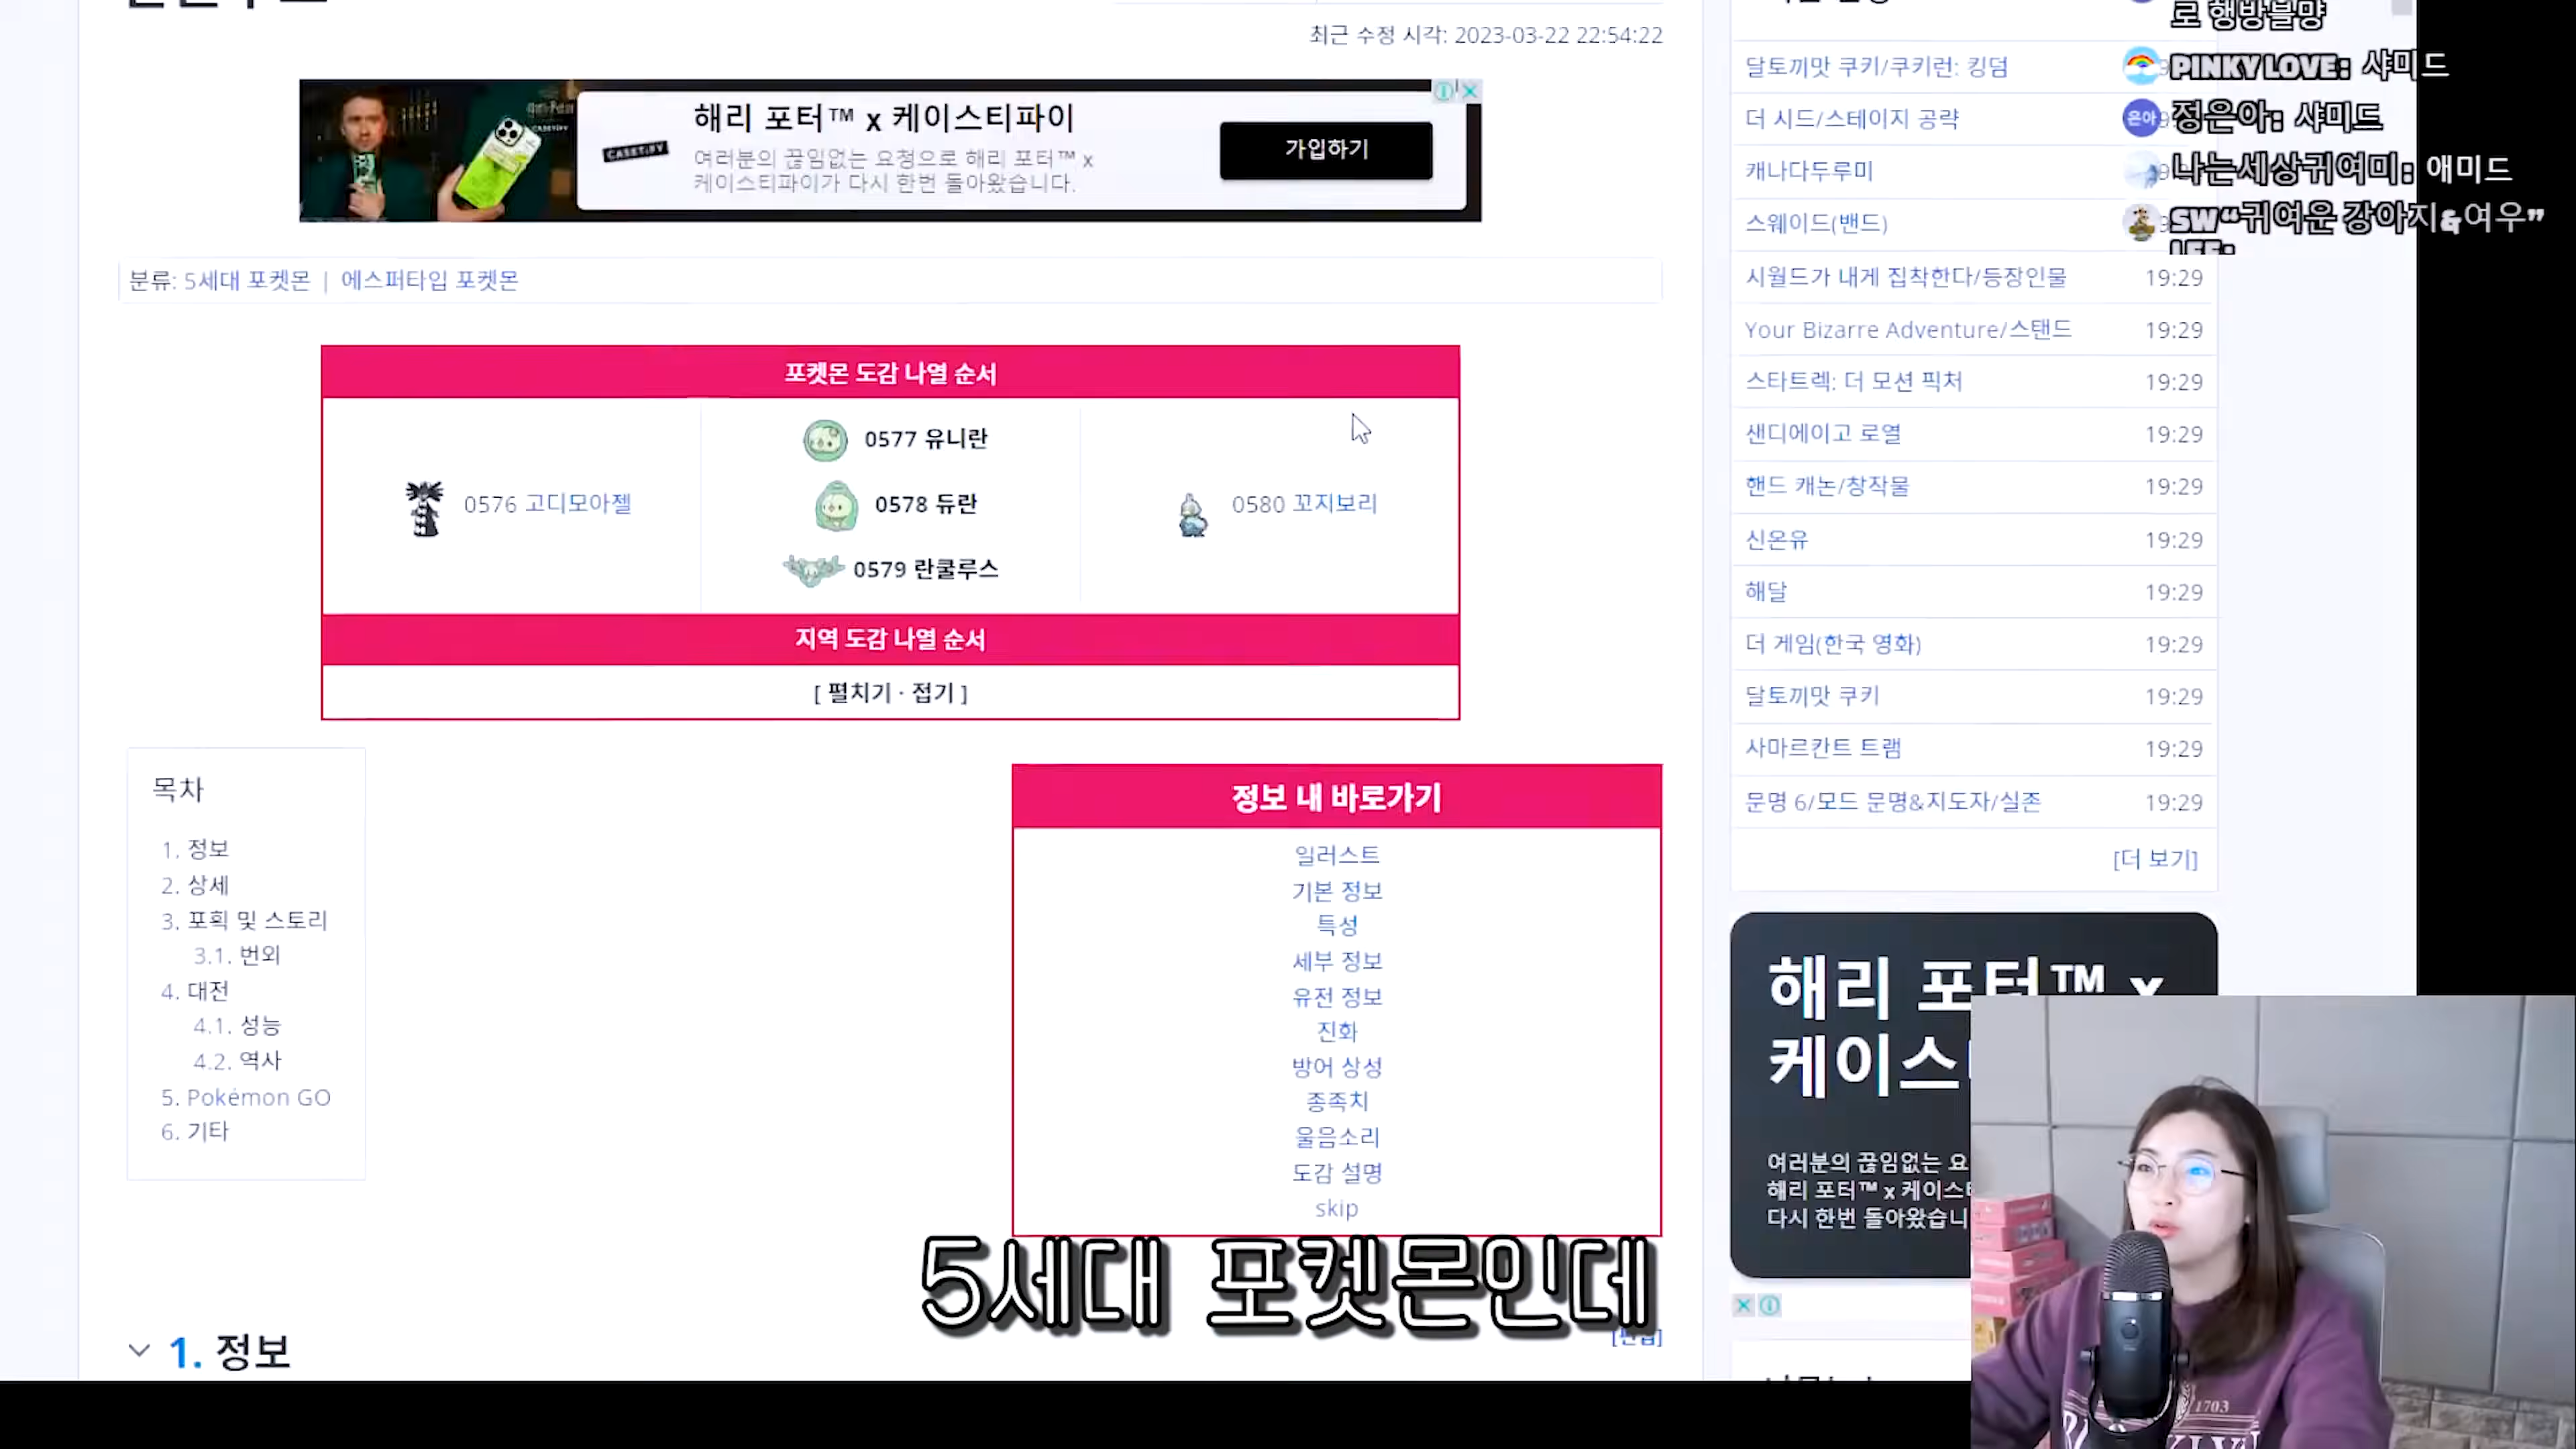 최근 수정 시각: 2023-03-22 22:54:22
CASETiFY
해리 포터™ x 케이스티파이
여러분의 끊임없는 요청으로 해리 포터™ x
케이스티파이가 다시 한번 돌아왔습니다.
가입하기
분류: 5세대 포켓몬 | 에스퍼타입 포켓몬
포켓몬 도감 나열 순서
0576 고디모아젤
0577 유니란
0578 듀란
0579 란쿨루스
0580 꼬지보리
지역 도감 나열 순서
[ 펼치기 · 접기 ]
목차
1. 정보
2. 상세
3. 포획 및 스토리
3.1. 번외
4. 대전
4.1. 성능
4.2. 역사
5. Pokémon GO
6. 기타
정보 내 바로가기
일러스트
기본 정보
특성
세부 정보
유전 정보
진화
방어 상성
종족치
울음소리
도감 설명
skip
5세대 포켓몬인데
[편집]
1. 정보
달토끼맛 쿠키/쿠키런: 킹덤
더 시드/스테이지 공략
캐나다두루미
스웨이드(밴드)
시월드가 내게 집착한다/등장인물 19:29
Your Bizarre Adventure/스탠드 19:29
스타트렉: 더 모션 픽처 19:29
샌디에이고 로열 19:29
핸드 캐논/창작물 19:29
신온유 19:29
해달 19:29
더 게임(한국 영화) 19:29
달토끼맛 쿠키 19:29
사마르칸트 트램 19:29
문명 6/모드 문명&지도자/실존 19:29
[더 보기]
로 행방불먕
PINKY LOVE: 샤미드
은아 정은아: 샤미드
나는세상귀여미: 애미드
SW“귀여운 강아지&여우”
LEE:
해리 포터™ x
케이스
여러분의 끊임없는 요
해리 포터™ x 케이스
다시 한번 돌아왔습니
1703